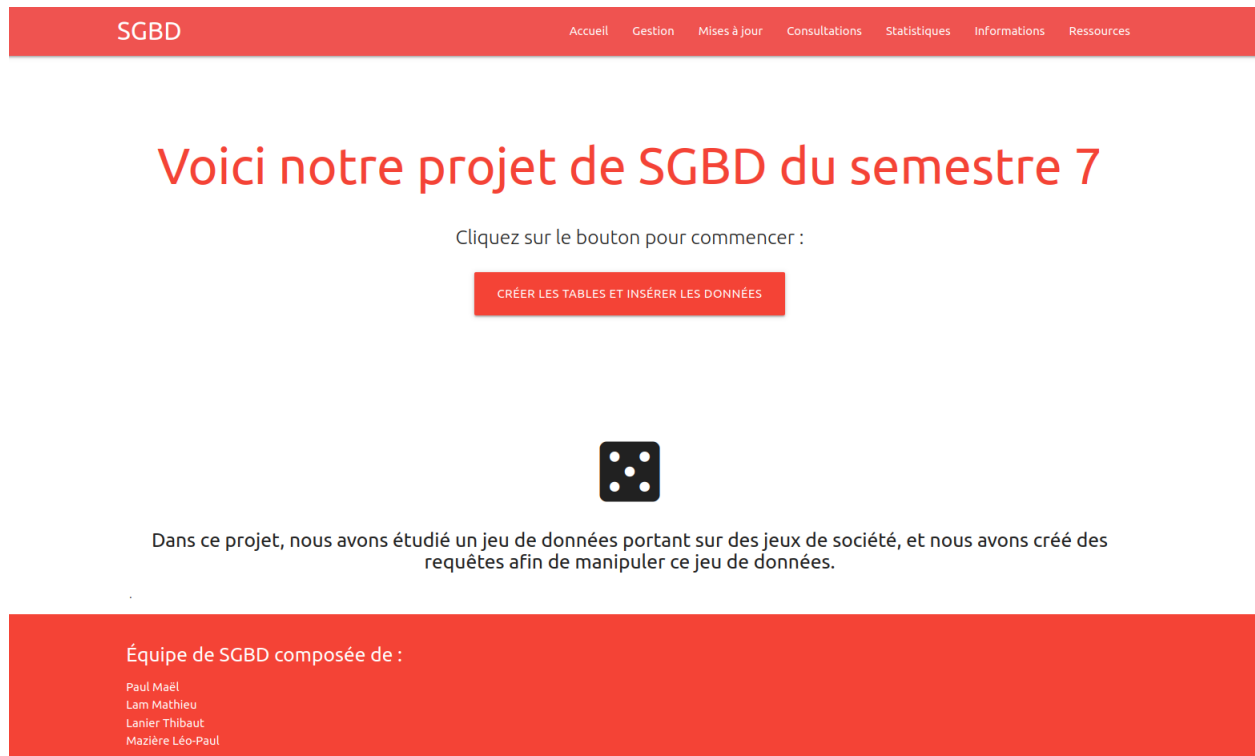 SGBD
Accueil Gestion Mises à jour Consultations Statistiques Informations Ressources
Voici notre projet de SGBD du semestre 7
Cliquez sur le bouton pour commencer :
CRÉER LES TABLES ET INSÉRER LES DONNÉES
Dans ce projet, nous avons étudié un jeu de données portant sur des jeux de société, et nous avons créé des
requêtes afin de manipuler ce jeu de données.
.
Équipe de SGBD composée de :
Paul Maël
Lam Mathieu
Lanier Thibaut
Mazière Léo-Paul